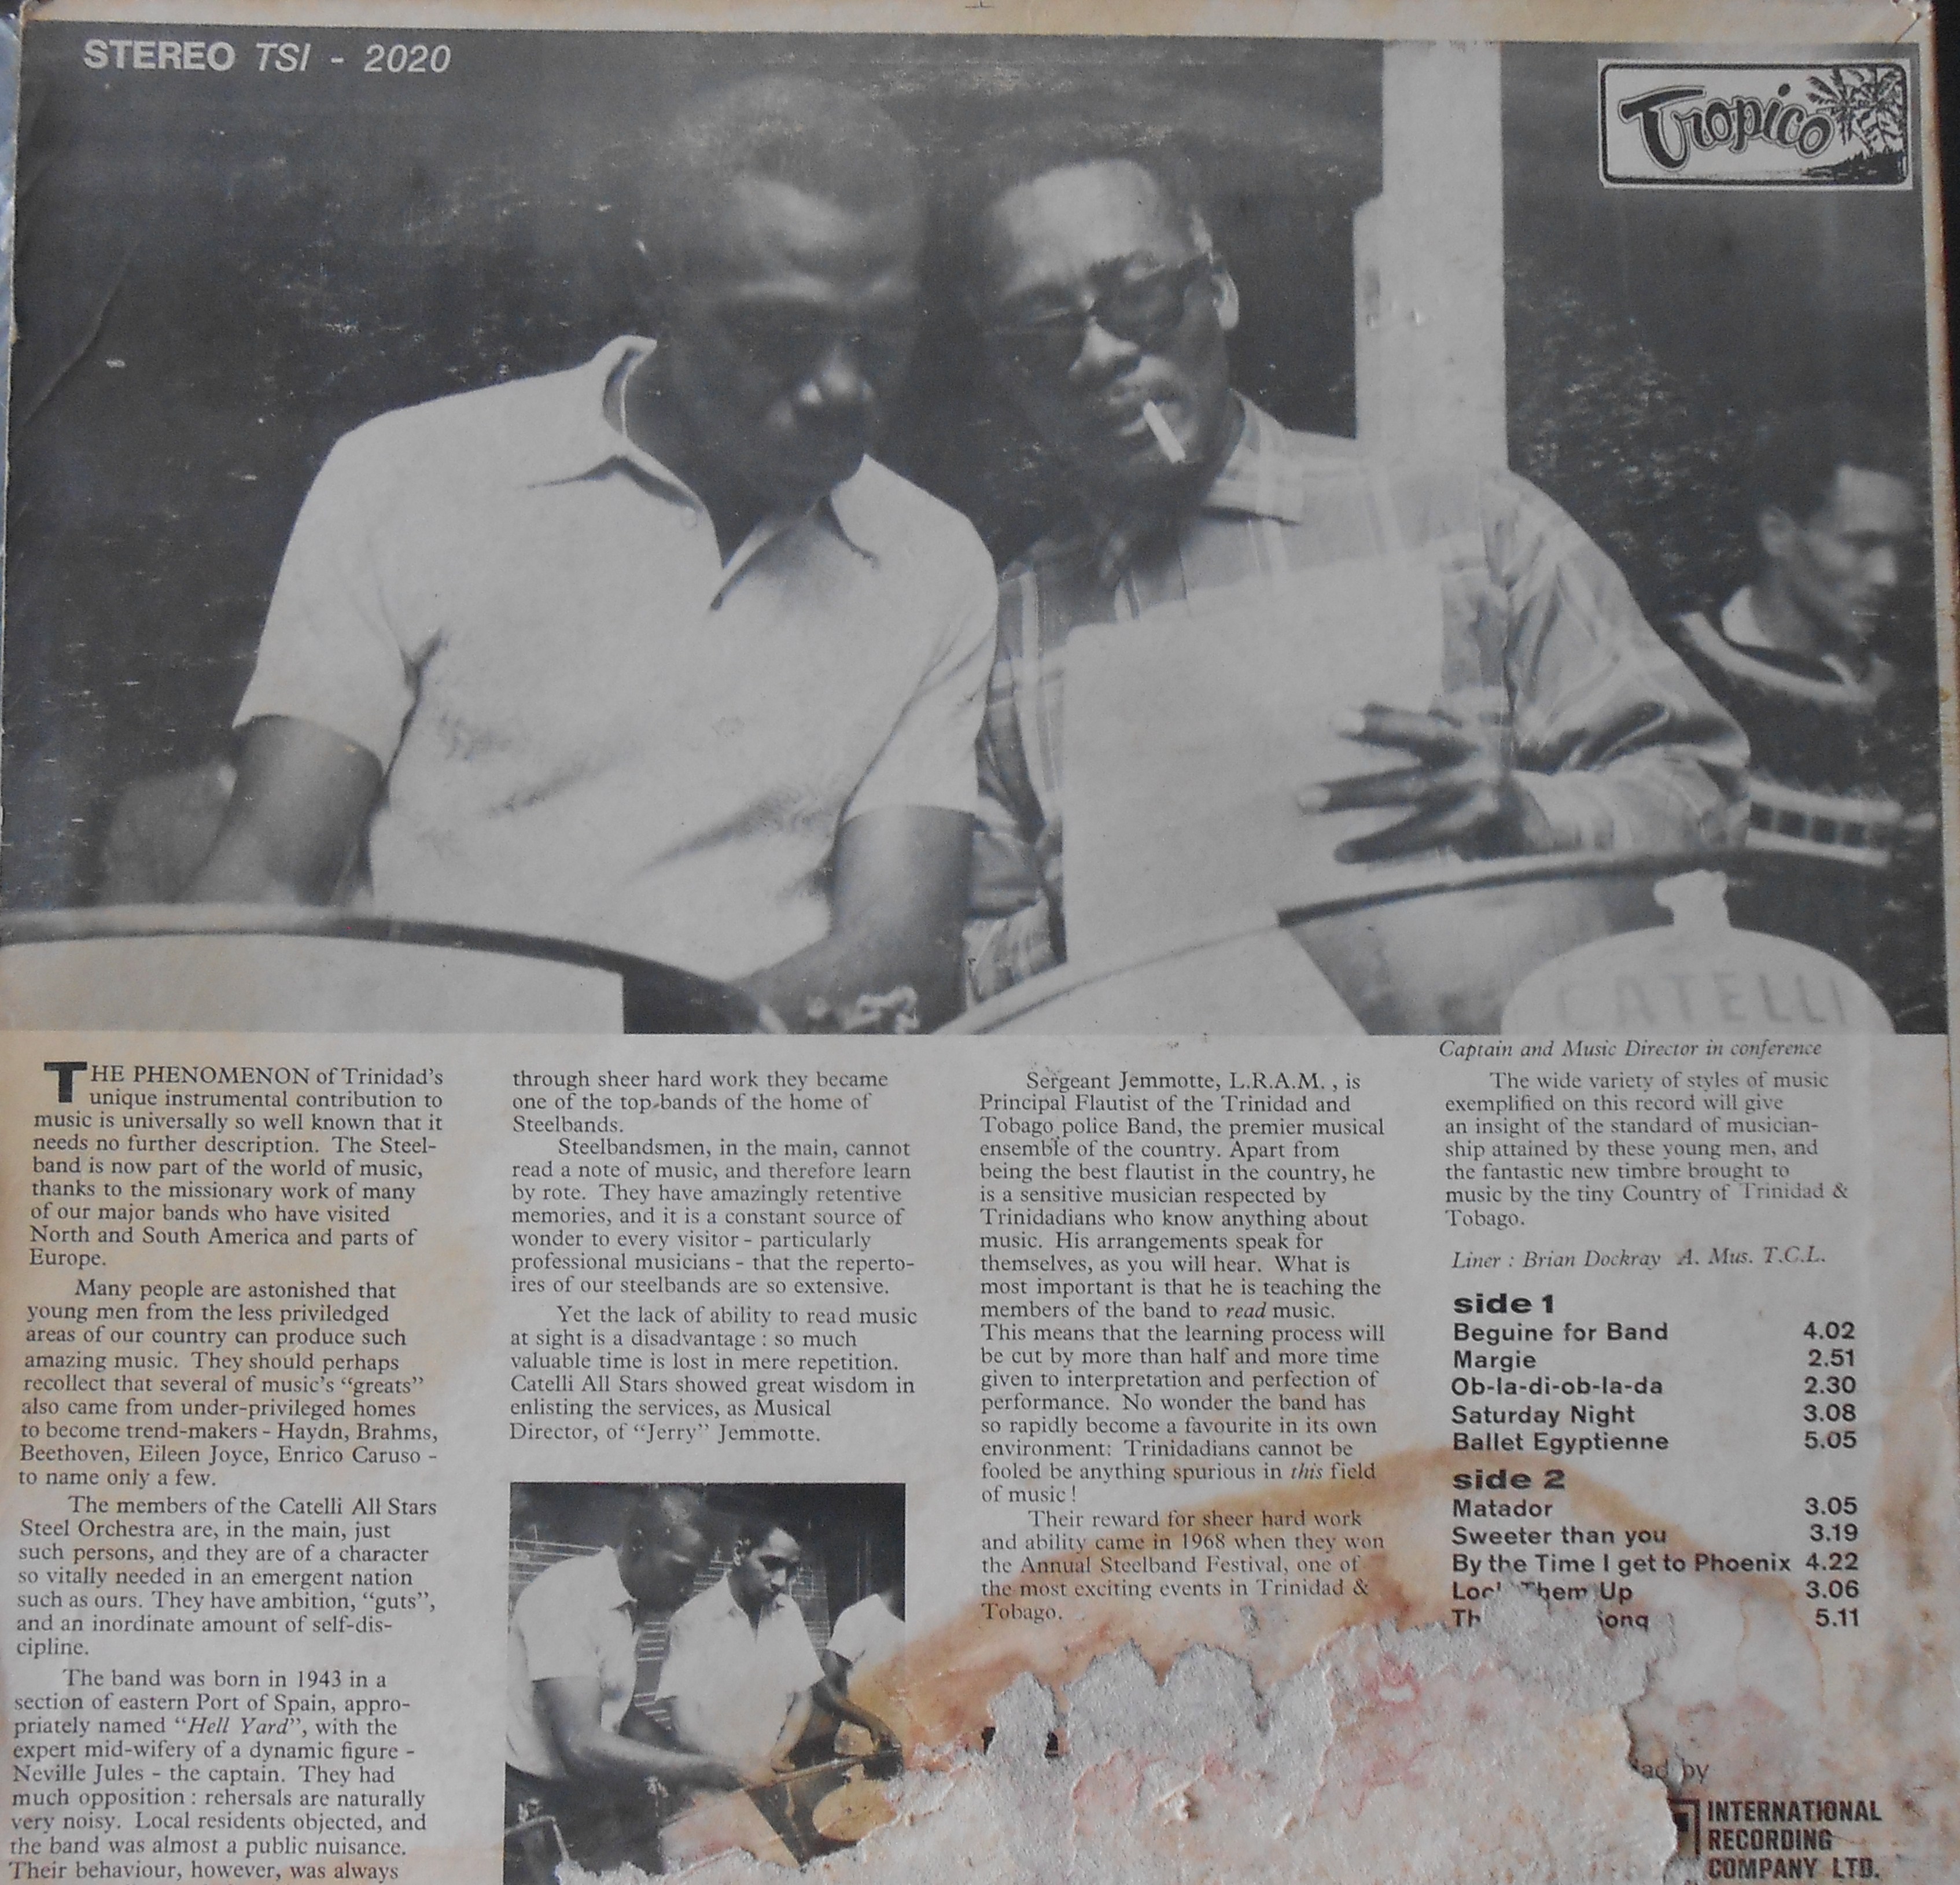 STEREO TSI - 2020
Tropico
CATELLI
Captain and Music Director in conference
THE PHENOMENON of Trinidad's
unique instrumental contribution to
music is universally so well known that it
needs no further description. The Steel-
band is now part of the world of music,
thanks to the missionary work of many
of our major bands who have visited
North and South America and parts of
Europe.
Many people are astonished that
young men from the less priviledged
areas of our country can produce such
amazing music. They should perhaps
recollect that several of music's "greats"
also came from under-privileged homes
to become trend-makers - Haydn, Brahms,
Beethoven, Eileen Joyce, Enrico Caruso -
to name only a few.
The members of the Catelli All Stars
Steel Orchestra are, in the main, just
such persons, and they are of a character
so vitally needed in an emergent nation
such as ours. They have ambition, "guts",
and an inordinate amount of self-dis-
cipline.
The band was born in 1943 in a
section of eastern Port of Spain, appro-
priately named "Hell Yard", with the
expert mid-wifery of a dynamic figure -
Neville Jules - the captain. They had
much opposition : rehersals are naturally
very noisy. Local residents objected, and
the band was almost a public nuisance.
Their behaviour, however, was always
through sheer hard work they became
one of the top-bands of the home of
Steelbands.
Steelbandsmen, in the main, cannot
read a note of music, and therefore learn
by rote. They have amazingly retentive
memories, and it is a constant source of
wonder to every visitor - particularly
professional musicians - that the reperto-
ires of our steelbands are so extensive.
Yet the lack of ability to read music
at sight is a disadvantage : so much
valuable time is lost in mere repetition.
Catelli All Stars showed great wisdom in
enlisting the services, as Musical
Director, of "Jerry" Jemmotte.
Sergeant Jemmotte, L.R.A.M. , is
Principal Flautist of the Trinidad and
Tobago police Band, the premier musical
ensemble of the country. Apart from
being the best flautist in the country, he
is a sensitive musician respected by
Trinidadians who know anything about
music. His arrangements speak for
themselves, as you will hear. What is
most important is that he is teaching the
members of the band to read music.
This means that the learning process will
be cut by more than half and more time
given to interpretation and perfection of
performance. No wonder the band has
so rapidly become a favourite in its own
environment: Trinidadians cannot be
fooled be anything spurious in this field
of music !
Their reward for sheer hard work
and ability came in 1968 when they won
the Annual Steelband Festival, one of
the most exciting events in Trinidad &
Tobago.
The wide variety of styles of music
exemplified on this record will give
an insight of the standard of musician-
ship attained by these young men, and
the fantastic new timbre brought to
music by the tiny Country of Trinidad &
Tobago.
Liner : Brian Dockray A. Mus. T.C.L.
side 1
Beguine for Band 4.02
Margie 2.51
Ob-la-di-ob-la-da 2.30
Saturday Night 3.08
Ballet Egyptienne 5.05
side 2
Matador 3.05
Sweeter than you 3.19
By the Time I get to Phoenix 4.22
Them Up 3.06
5.11
by
INTERNATIONAL
RECORDING
COMPANY LTD.